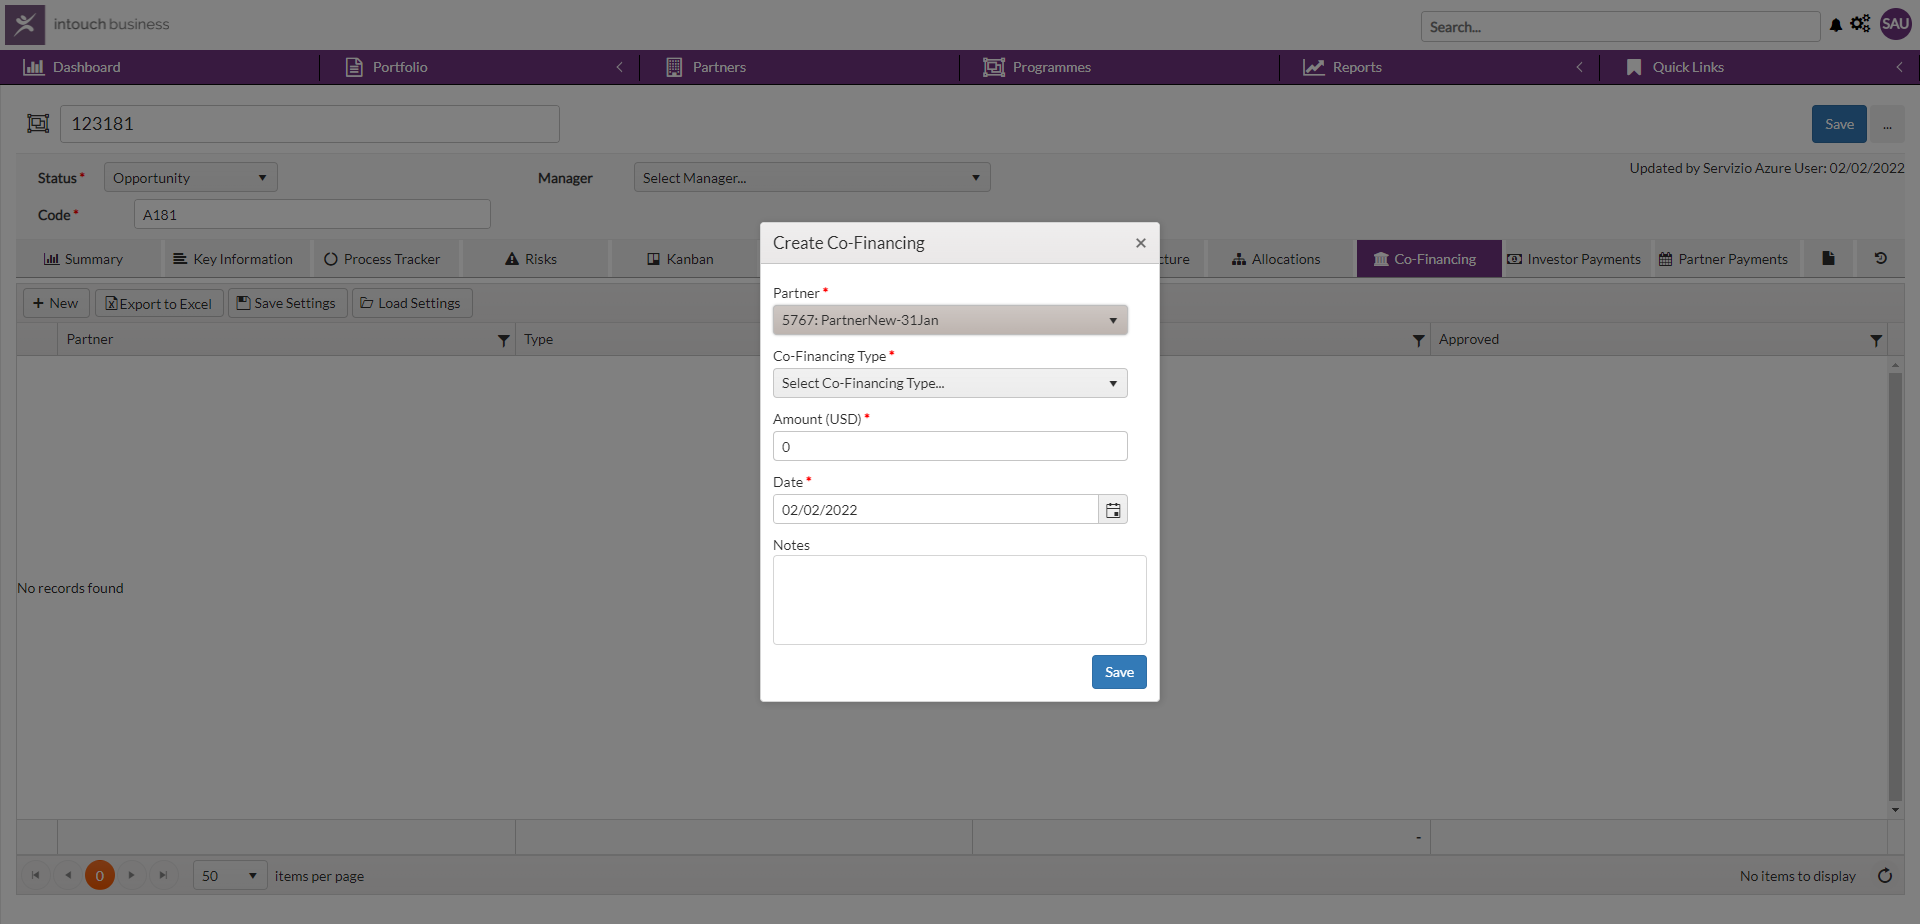 intouch business
Search...
SAU
Dashboard
Portfolio
Partners
Programmes
Reports
Quick Links
123181
Save
...
Status*
Opportunity
Manager
Select Manager...
Updated by Servizio Azure User: 02/02/2022
Code*
A181
Summary
Key Information
Process Tracker
Risks
Kanban
cture
Allocations
Co-Financing
Investor Payments
Partner Payments
+ New
Export to Excel
Save Settings
Load Settings
Partner
Type
Approved
No records found
-
0
50
items per page
No items to display
Create Co-Financing
×
Partner *
5767: PartnerNew-31Jan
Co-Financing Type *
Select Co-Financing Type...
Amount (USD) *
0
Date *
02/02/2022
Notes
Save